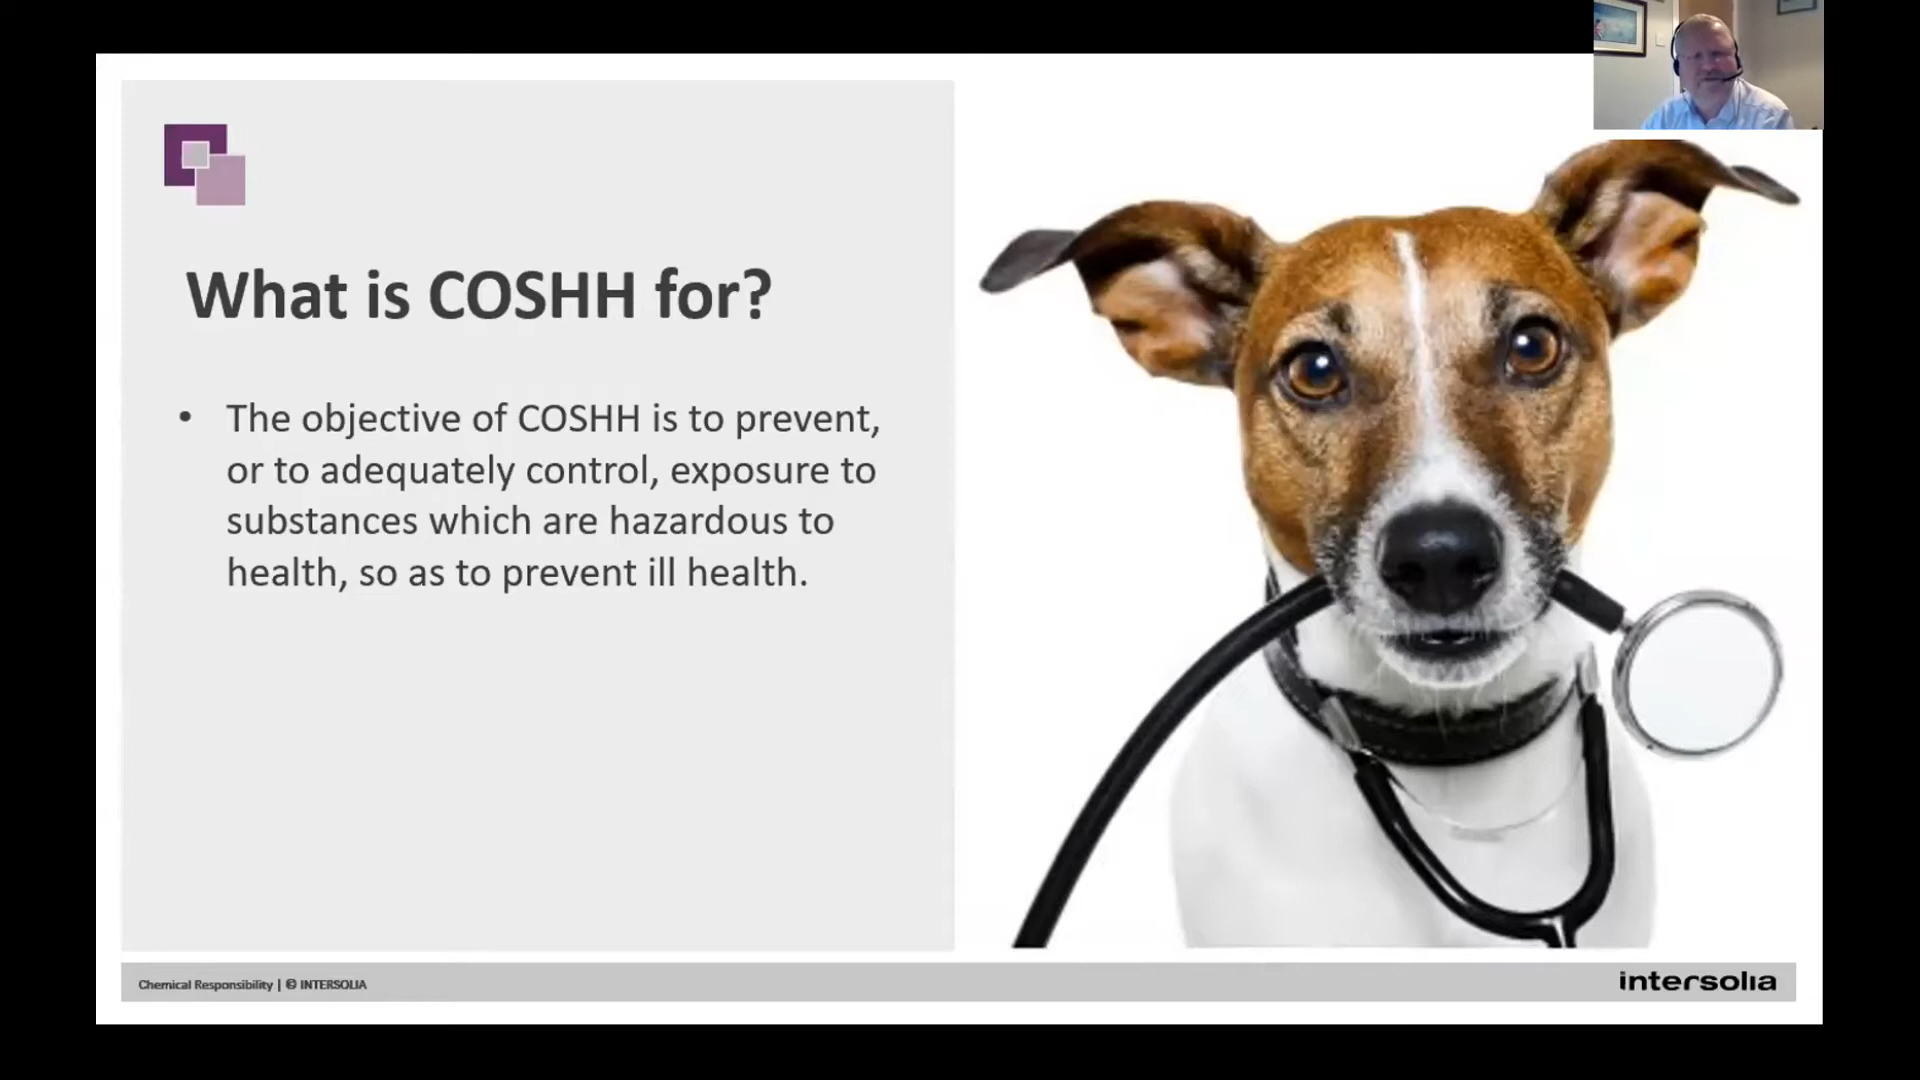 What is COSHH for?
• The objective of COSHH is to prevent,
or to adequately control, exposure to
substances which are hazardous to
health, so as to prevent ill health.
Chemical Responsibility | © INTERSOLIA
intersolia